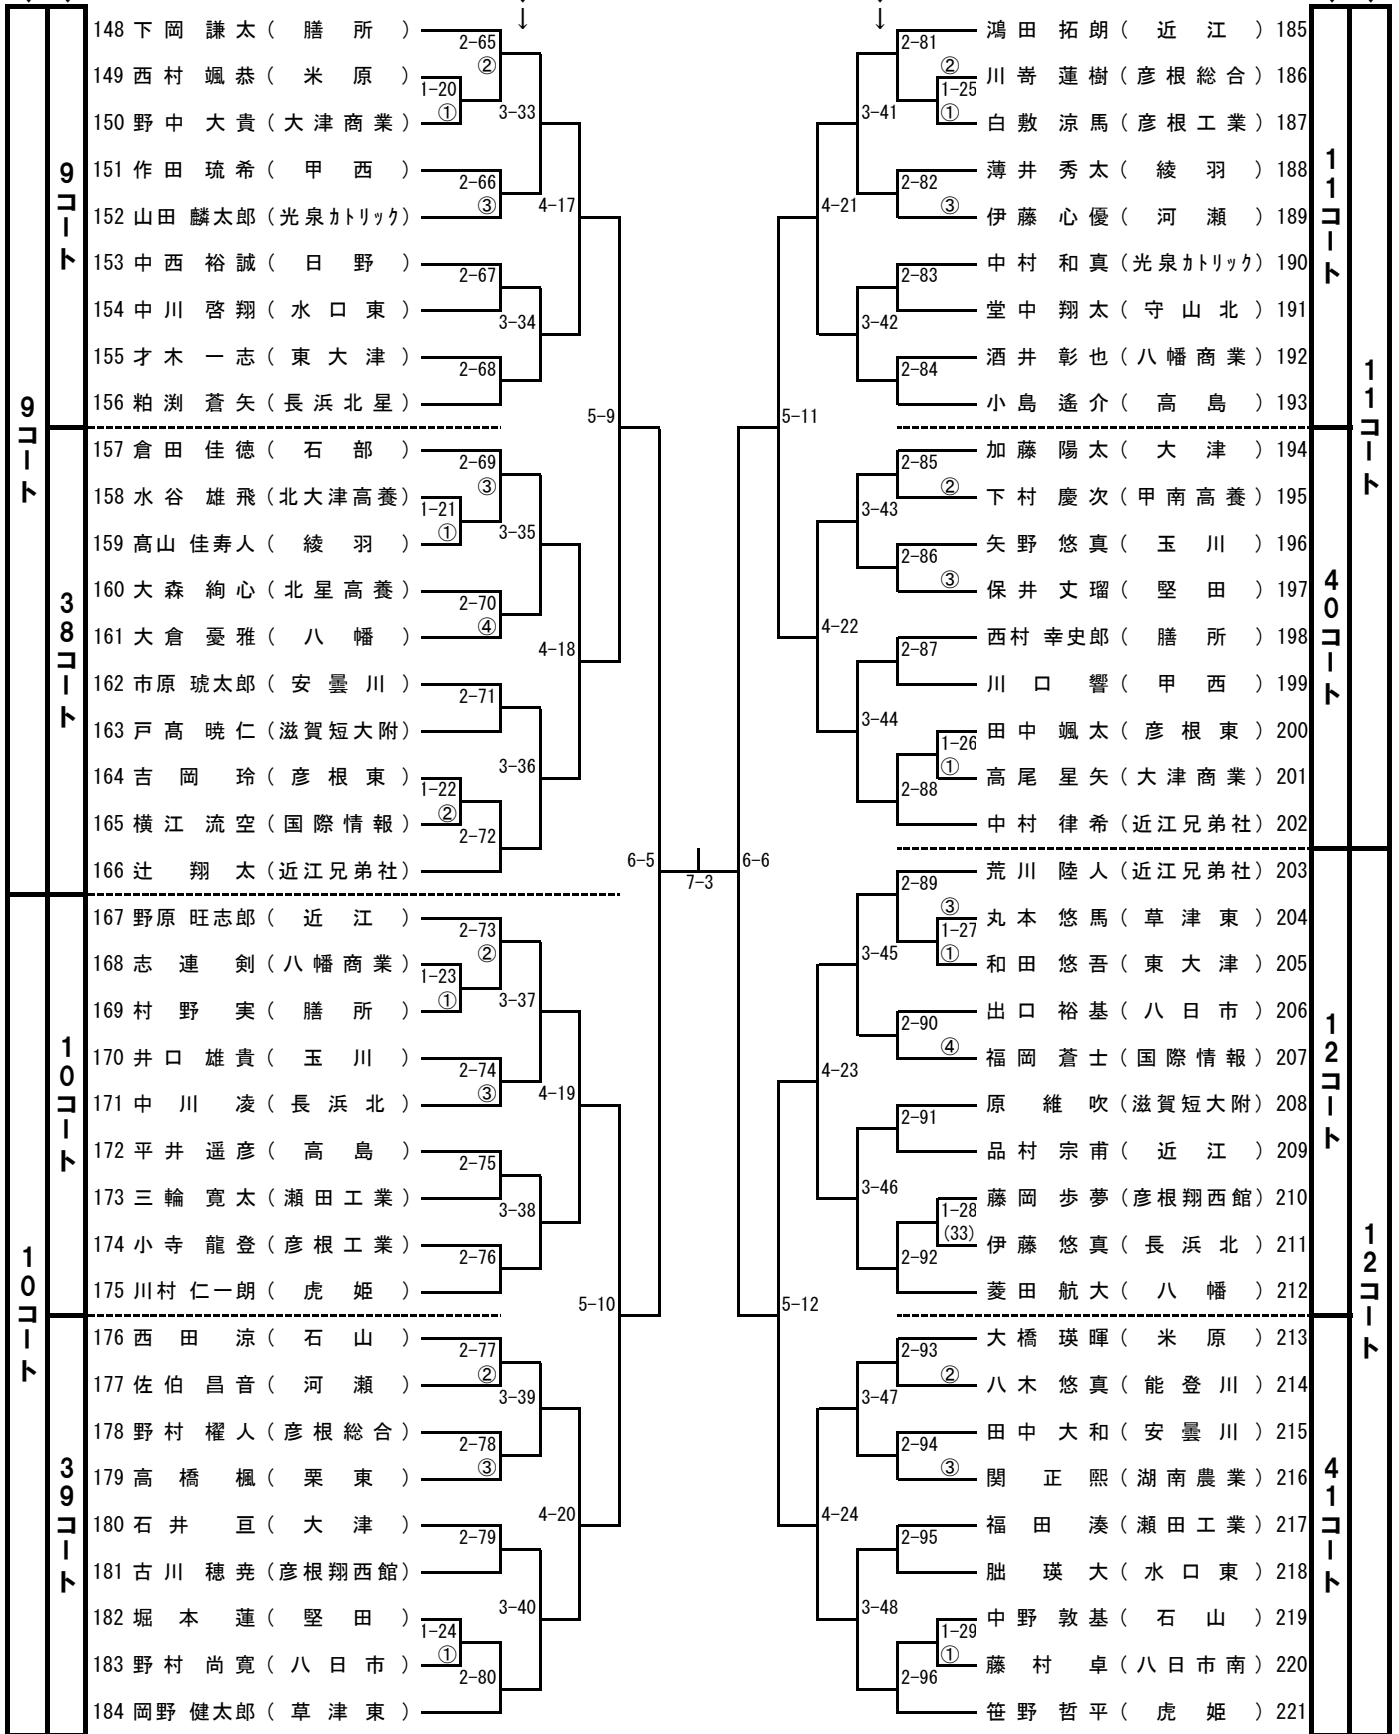 ↓
↓
148 下岡 謙太 (膳所)
149 西村 颯恭 (米原)
150 野中 大貴 (大津商業)
151 作田 琉希 (甲西)
152 山田 麟太郎 (光泉カトリック)
153 中西 裕誠 (日野)
154 中川 啓翔 (水口東)
155 才木 一志 (東大津)
156 粕渕 蒼矢 (長浜北星)
157 倉田 佳徳 (石部)
158 水谷 雄飛 (北大津高養)
159 髙山 佳寿人 (綾羽)
160 大森 絢心 (北星高養)
161 大倉 憂雅 (八幡)
162 市原 琥太郎 (安曇川)
163 戸髙 暁仁 (滋賀短大附)
164 吉岡 玲 (彦根東)
165 横江 流空 (国際情報)
166 辻 翔太 (近江兄弟社)
167 野原 旺志郎 (近江)
168 志連 剣 (八幡商業)
169 村野 実 (膳所)
170 井口 雄貴 (玉川)
171 中川 凌 (長浜北)
172 平井 遥彦 (高島)
173 三輪 寛太 (瀬田工業)
174 小寺 龍登 (彦根工業)
175 川村 仁一朗 (虎姫)
176 西田 涼 (石山)
177 佐伯 昌音 (河瀬)
178 野村 櫂人 (彦根総合)
179 高橋 楓 (栗東)
180 石井 亘 (大津)
181 古川 穂尭 (彦根翔西館)
182 堀本 蓮 (堅田)
183 野村 尚寛 (八日市)
184 岡野 健太郎 (草津東)
9コート
10コート
9コート
38コート
10コート
39コート
1-20 ①
1-21 ①
1-22 ②
1-23 ①
1-24 ①
2-65 ②
2-66 ③
2-67
2-68
2-69 ③
2-70 ④
2-71
2-72
2-73 ②
2-74 ③
2-75
2-76
2-77 ②
2-78 ③
2-79
2-80
3-33
3-34
3-35
3-36
3-37
3-38
3-39
3-40
4-17
4-18
4-19
4-20
5-9
5-10
6-5
7-3
6-6
5-11
5-12
4-21
4-22
4-23
4-24
3-41
3-42
3-43
3-44
3-45
3-46
3-47
3-48
2-81 ②
2-82 ③
2-83
2-84
2-85 ②
2-86 ③
2-87
2-88
2-89 ③
2-90 ④
2-91
2-92
2-93 ②
2-94 ③
2-95
2-96
1-25 ①
1-26 ①
1-27 ①
1-28 (33)
1-29 ①
鴻田 拓朗 (近江) 185
川嵜 蓮樹 (彦根総合) 186
白敷 涼馬 (彦根工業) 187
薄井 秀太 (綾羽) 188
伊藤 心優 (河瀬) 189
中村 和真 (光泉カトリック) 190
堂中 翔太 (守山北) 191
酒井 彰也 (八幡商業) 192
小島 遙介 (高島) 193
加藤 陽太 (大津) 194
下村 慶次 (甲南高養) 195
矢野 悠真 (玉川) 196
保井 丈瑠 (堅田) 197
西村 幸史郎 (膳所) 198
川口 響 (甲西) 199
田中 颯太 (彦根東) 200
高尾 星矢 (大津商業) 201
中村 律希 (近江兄弟社) 202
荒川 陸人 (近江兄弟社) 203
丸本 悠馬 (草津東) 204
和田 悠吾 (東大津) 205
出口 裕基 (八日市) 206
福岡 蒼士 (国際情報) 207
原 維吹 (滋賀短大附) 208
品村 宗甫 (近江) 209
藤岡 歩夢 (彦根翔西館) 210
伊藤 悠真 (長浜北) 211
菱田 航大 (八幡) 212
大橋 瑛暉 (米原) 213
八木 悠真 (能登川) 214
田中 大和 (安曇川) 215
関 正熙 (湖南農業) 216
福田 湊 (瀬田工業) 217
朏 瑛大 (水口東) 218
中野 敦基 (石山) 219
藤村 卓 (八日市南) 220
笹野 哲平 (虎姫) 221
11コート
40コート
12コート
41コート
11コート
12コート